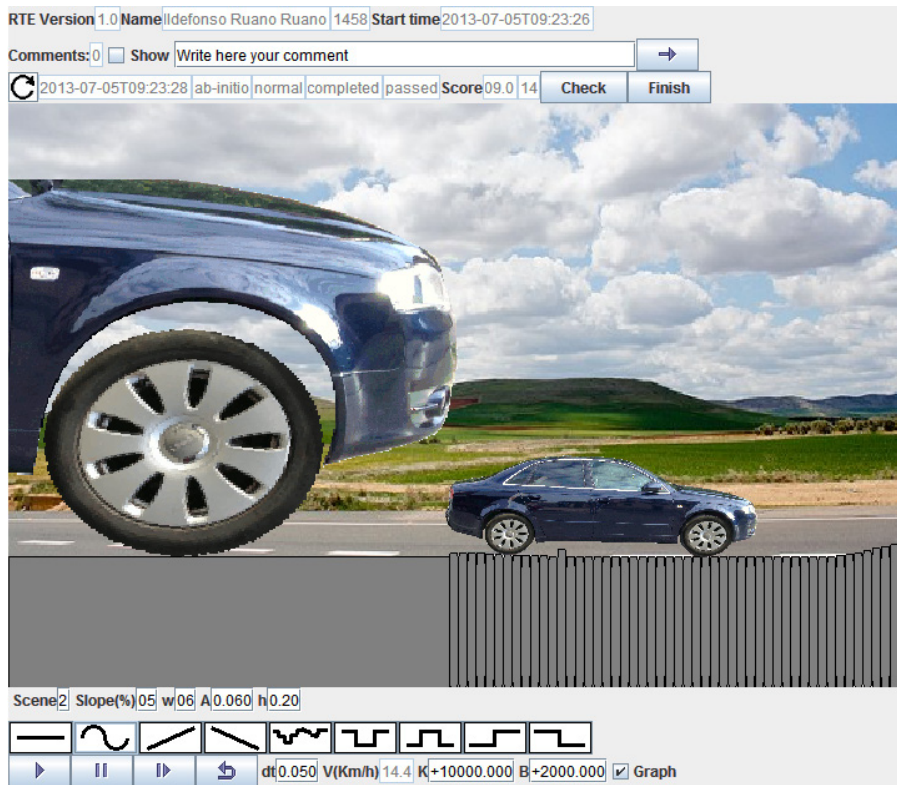 RTE Version 1.0 Name Ildefonso Ruano Ruano 1458 Start time 2013-07-05T09:23:26
Comments: 0 Show Write here your comment
2013-07-05T09:23:28 ab-initio normal completed passed Score 09.0 14 Check Finish
Scene 2 Slope(%) 05 w 06 A 0.060 h 0.20
dt 0.050 V(Km/h) 14.4 K +10000.000 B +2000.000 Graph